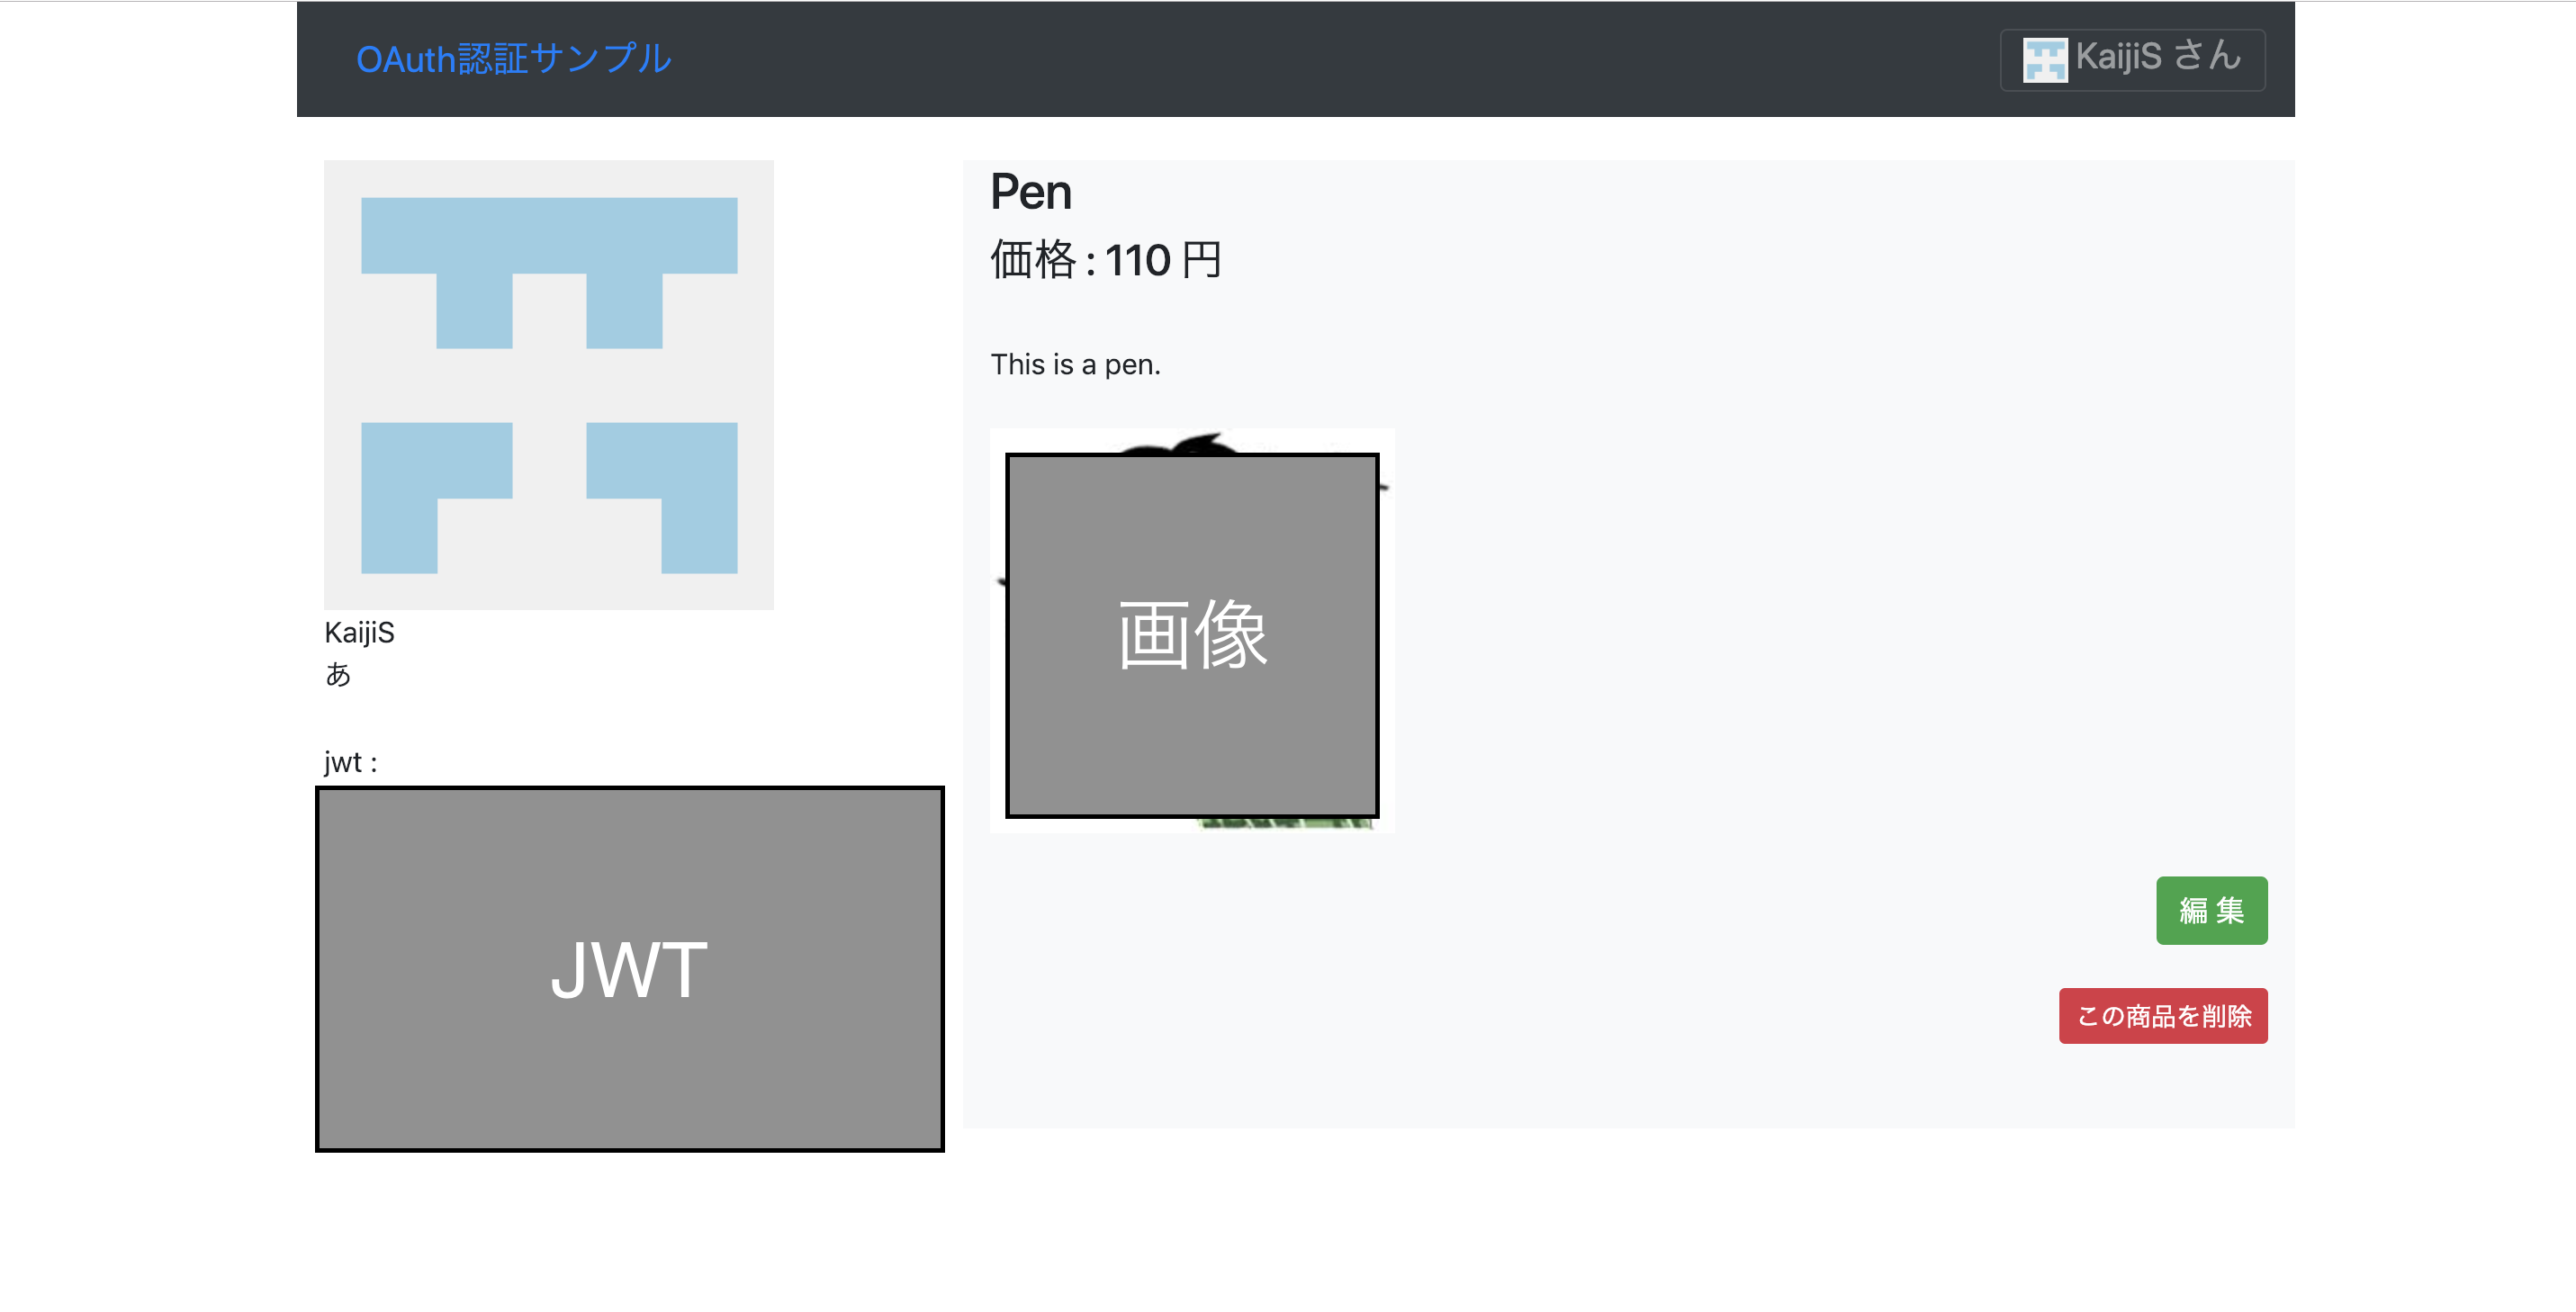 OAuth認証サンプル
KaijiS さん
KaijiS
あ
jwt :
JWT
Pen
価格 : 110 円
This is a pen.
画像
編 集
この商品を削除